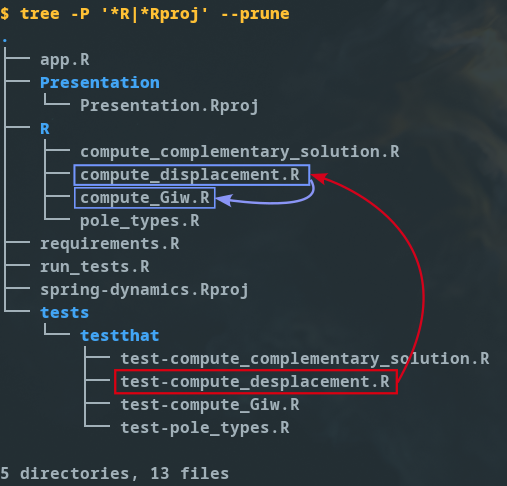 $ tree -P '*R|*Rproj' --prune
.
├── app.R
├── Presentation
│   └── Presentation.Rproj
├── R
│   ├── compute_complementary_solution.R
│   ├── compute_displacement.R
│   ├── compute_Giw.R
│   └── pole_types.R
├── requirements.R
├── run_tests.R
├── spring-dynamics.Rproj
└── tests
    └── testthat
        ├── test-compute_complementary_solution.R
        ├── test-compute_desplacement.R
        ├── test-compute_Giw.R
        └── test-pole_types.R
5 directories, 13 files